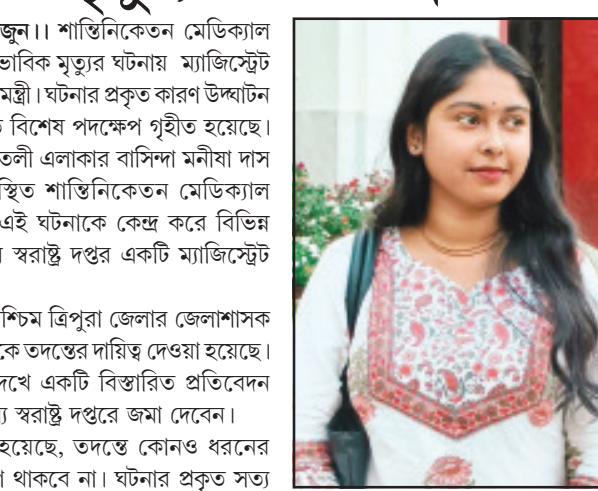 জুন।। শান্তিনিকেতন মেডিক্যাল
ভাবিক মৃত্যুর ঘটনায় ম্যাজিস্ট্রেট
মন্ত্রী। ঘটনার প্রকৃত কারণ উদ্ঘাটন
বিশেষ পদক্ষেপ গৃহীত হয়েছে।
তলী এলাকার বাসিন্দা মনীষা দাস
স্থিত শান্তিনিকেতন মেডিক্যাল
এই ঘটনাকে কেন্দ্র করে বিভিন্ন
স্বরাষ্ট্র দপ্তর একটি ম্যাজিস্ট্রেট
শ্চিম ত্রিপুরা জেলার জেলাশাসক
কে তদন্তের দায়িত্ব দেওয়া হয়েছে।
দেখে একটি বিস্তারিত প্রতিবেদন
স্বরাষ্ট্র দপ্তরে জমা দেবেন।
হয়েছে, তদন্তে কোনও ধরনের
থাকবে না। ঘটনার প্রকৃত সত্য